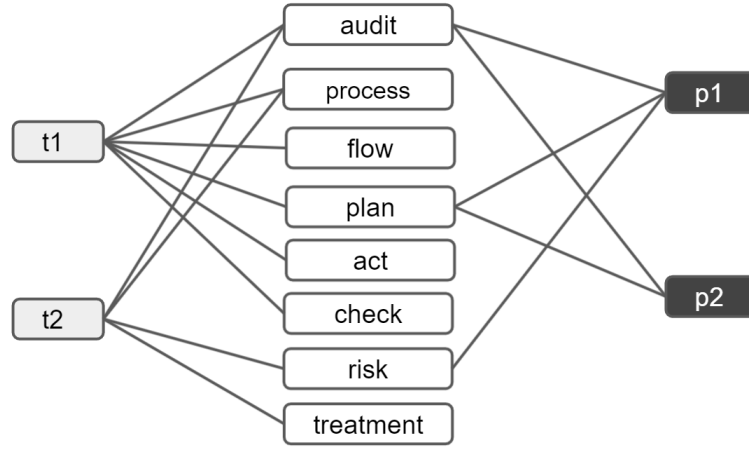 audit
process
p1
t1
flow
plan
act
p2
t2
check
risk
treatment